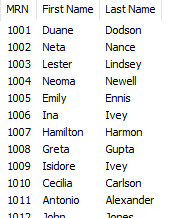 MRN First Name Last Name
1001 Duane Dodson
1002 Neta Nance
1003 Lester Lindsey
1004 Neoma Newell
1005 Emily Ennis
1006 Ina Ivey
1007 Hamilton Harmon
1008 Greta Gupta
1009 Isidore Ivey
1010 Cecilia Carlson
1011 Antonio Alexander
1012 John Jones